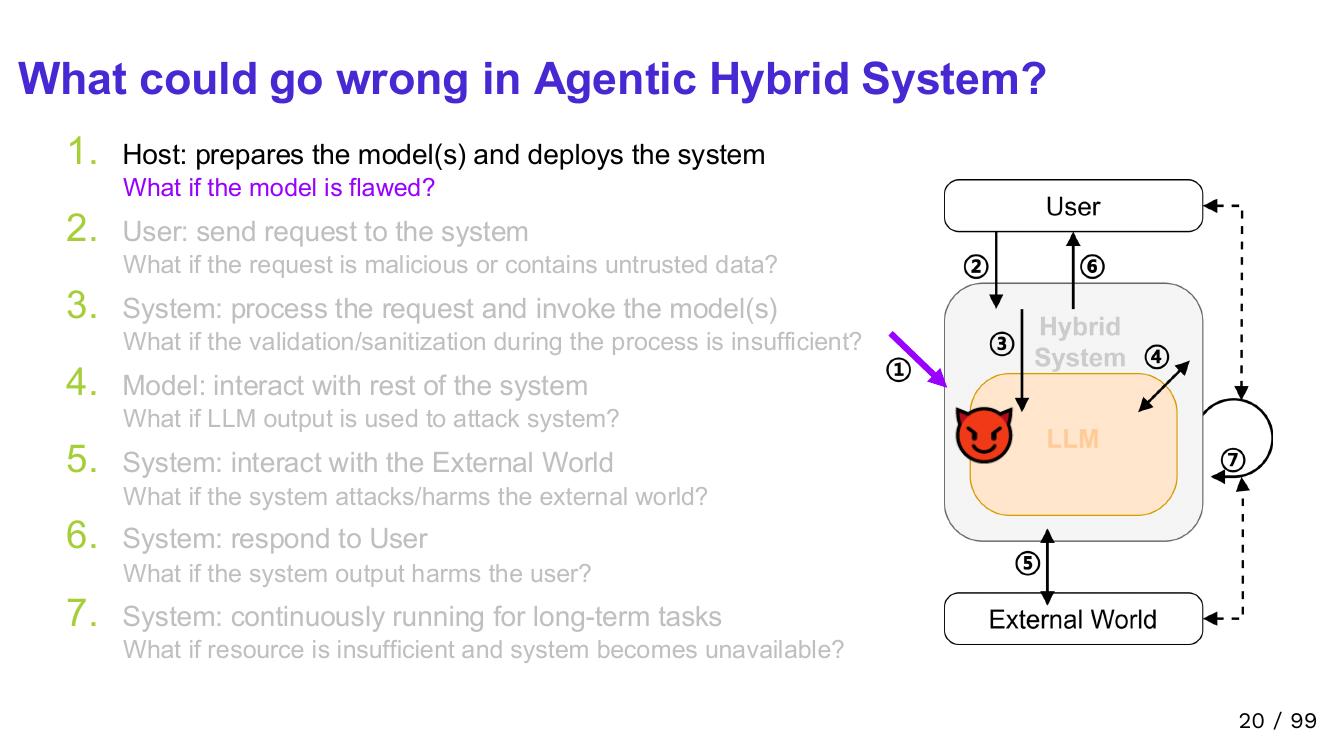 What could go wrong in Agentic Hybrid System?
1. Host: prepares the model(s) and deploys the system
What if the model is flawed?
2. User: send request to the system
What if the request is malicious or contains untrusted data?
3. System: process the request and invoke the model(s)
What if the validation/sanitization during the process is insufficient?
4. Model: interact with rest of the system
What if LLM output is used to attack system?
5. System: interact with the External World
What if the system attacks/harms the external world?
6. System: respond to User
What if the system output harms the user?
7. System: continuously running for long-term tasks
What if resource is insufficient and system becomes unavailable?
User
② ⑥
Hybrid
System
③ ④
①
LLM
⑦
⑤
External World
20 / 99